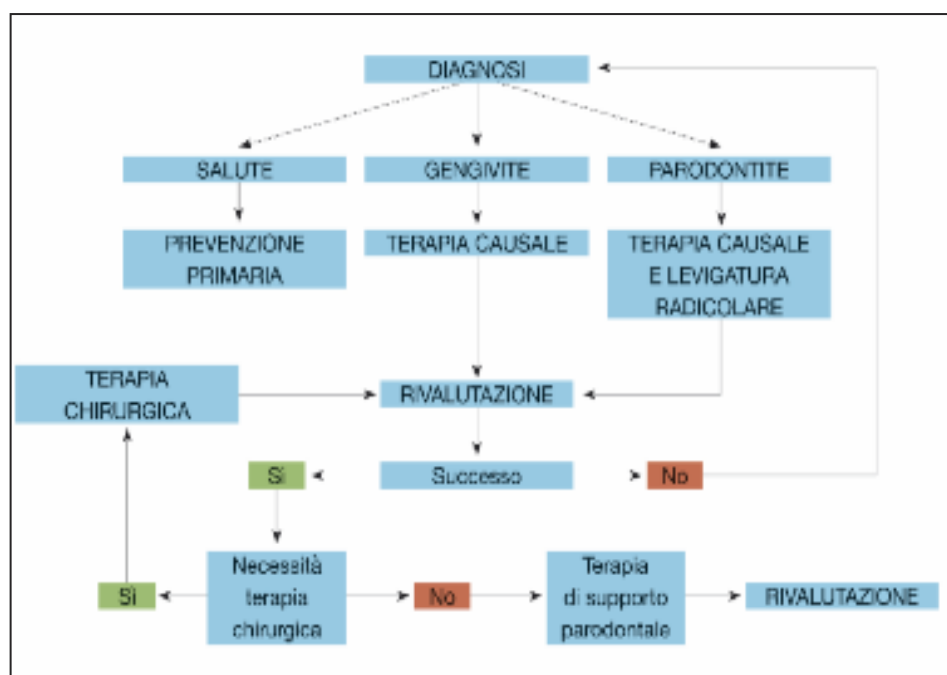 DIAGNOSI
SALUTE
GENGIVITE
PARODONTITE
PREVENZIONE
PRIMARIA
TERAPIA CAUSALE
TERAPIA CAUSALE
E LEVIGATURA
RADICOLARE
TERAPIA
CHIRURGICA
RIVALUTAZIONE
Sì
Successo
No
Sì
Necessità
terapia
chirurgica
No
Terapia
di supporto
parodontale
RIVALUTAZIONE